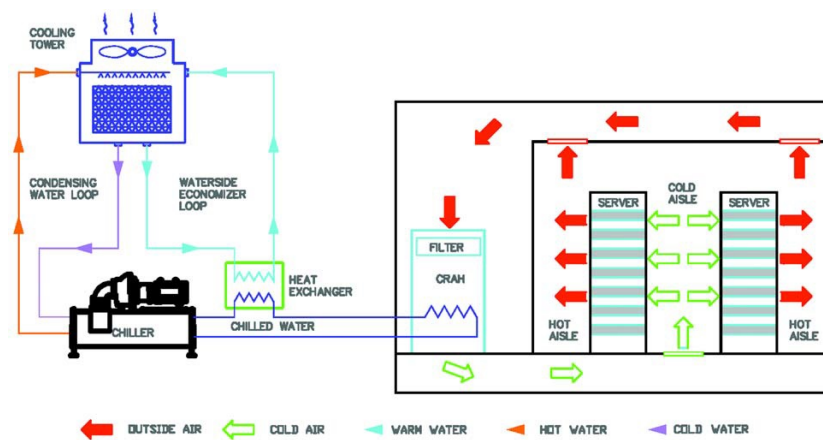 COOLING
TOWER
CONDENSING
WATER LOOP
WATERSIDE
ECONOMIZER
LOOP
HEAT
EXCHANGER
CHILLER
CHILLED WATER
FILTER
CRAH
SERVER
COLD
AISLE
SERVER
HOT
AISLE
HOT
AISLE
OUTSIDE AIR
COLD AIR
WARM WATER
HOT WATER
COLD WATER